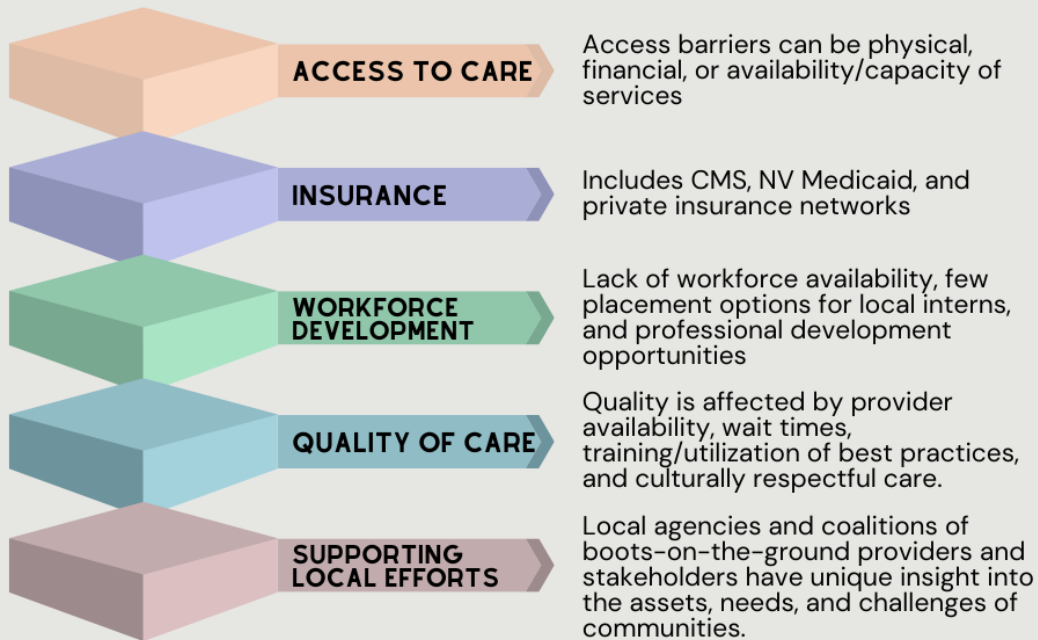 ACCESS TO CARE
Access barriers can be physical,
financial, or availability/capacity of
services
INSURANCE
Includes CMS, NV Medicaid, and
private insurance networks
WORKFORCE
DEVELOPMENT
Lack of workforce availability, few
placement options for local interns,
and professional development
opportunities
QUALITY OF CARE
Quality is affected by provider
availability, wait times,
training/utilization of best practices,
and culturally respectful care.
SUPPORTING
LOCAL EFFORTS
Local agencies and coalitions of
boots-on-the-ground providers and
stakeholders have unique insight into
the assets, needs, and challenges of
communities.